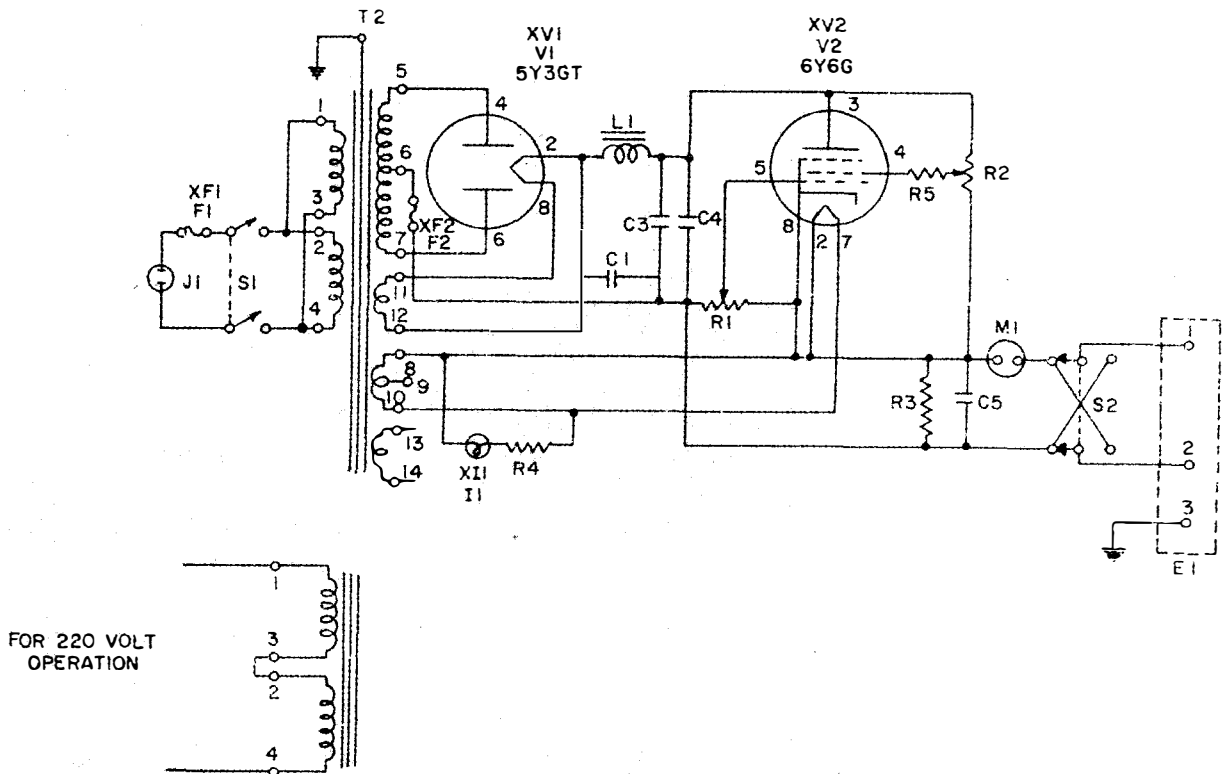 T2
XV1
V1
5Y3GT
XV2
V2
6Y6G
5
4
3
1
L1
2
5
4
6
R5
R2
XF1
F1
3
8
C3
C4
2
XF2
F2
7
6
8
2
7
J1
S1
C1
11
4
12
R1
M1
1
8
9
10
R3
C5
S2
13
XI1
I1
R4
14
2
3
E1
1
FOR 220 VOLT
OPERATION
3
2
4